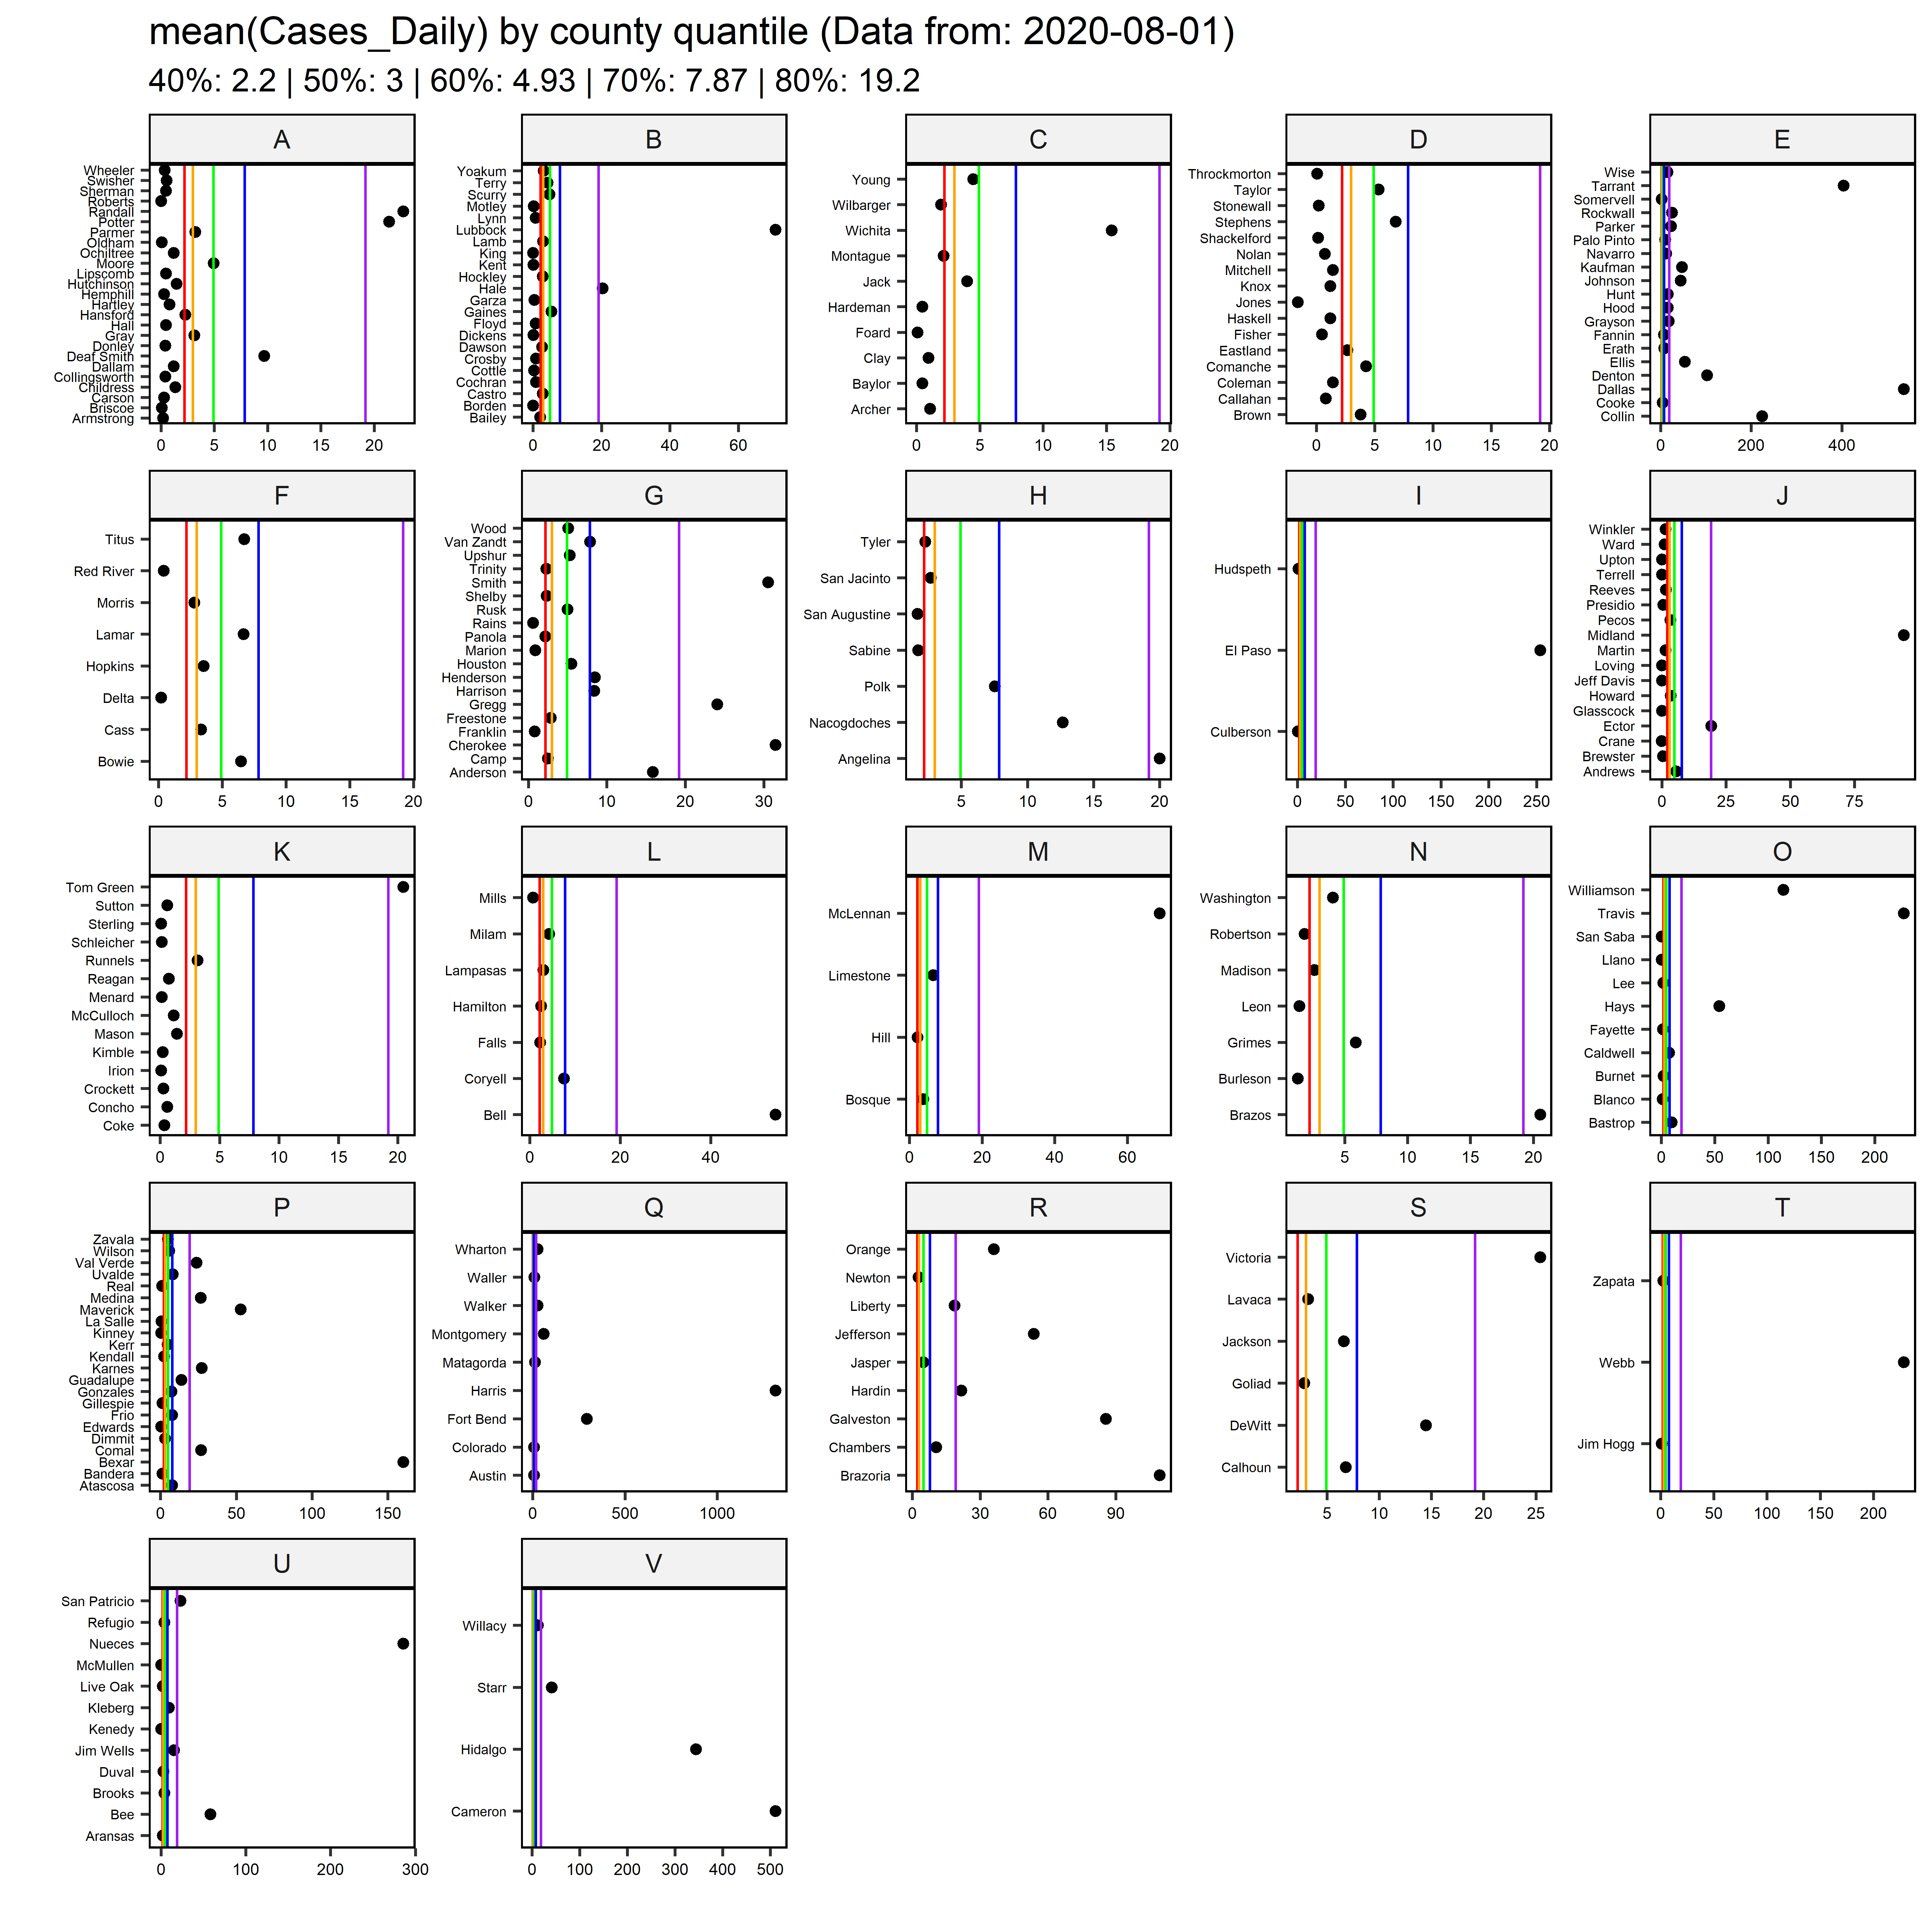 mean(Cases_Daily) by county quantile (Data from: 2020-08-01)
40%: 2.2 | 50%: 3 | 60%: 4.93 | 70%: 7.87 | 80%: 19.2
A
Wheeler
Swisher
Sherman
Roberts
Randall
Potter
Parmer
Oldham
Ochiltree
Moore
Lipscomb
Hutchinson
Hemphill
Hartley
Hansford
Hall
Gray
Donley
Deaf Smith
Dallam
Collingsworth
Childress
Carson
Briscoe
Armstrong
0 5 10 15 20
B
Yoakum
Terry
Scurry
Motley
Lynn
Lubbock
Lamb
King
Kent
Hockley
Hale
Garza
Gaines
Floyd
Dickens
Dawson
Crosby
Cottle
Cochran
Castro
Borden
Bailey
0 20 40 60
C
Young
Wilbarger
Wichita
Montague
Jack
Hardeman
Foard
Clay
Baylor
Archer
0 5 10 15
D
Throckmorton
Taylor
Stonewall
Stephens
Shackelford
Nolan
Mitchell
Knox
Jones
Haskell
Fisher
Eastland
Comanche
Coleman
Callahan
Brown
0 5 10 15 20
E
Wise
Tarrant
Somervell
Rockwall
Parker
Palo Pinto
Navarro
Kaufman
Johnson
Hunt
Hood
Grayson
Fannin
Erath
Ellis
Denton
Dallas
Cooke
Collin
0 200 400
F
Titus
Red River
Morris
Lamar
Hopkins
Delta
Cass
Bowie
0 5 10 15 20
G
Wood
Van Zandt
Upshur
Trinity
Smith
Shelby
Rusk
Rains
Panola
Marion
Houston
Henderson
Harrison
Gregg
Freestone
Franklin
Cherokee
Camp
Anderson
0 10 20 30
H
Tyler
San Jacinto
San Augustine
Sabine
Polk
Nacogdoches
Angelina
5 10 15 20
I
Hudspeth
El Paso
Culberson
0 50 100 150 200 250
J
Winkler
Ward
Upton
Terrell
Reeves
Presidio
Pecos
Midland
Martin
Loving
Jeff Davis
Howard
Glasscock
Ector
Crane
Brewster
Andrews
0 25 50 75
K
Tom Green
Sutton
Sterling
Schleicher
Runnels
Reagan
Menard
McCulloch
Mason
Kimble
Irion
Crockett
Concho
Coke
0 5 10 15 20
L
Mills
Milam
Lampasas
Hamilton
Falls
Coryell
Bell
0 20 40
M
McLennan
Limestone
Hill
Bosque
0 20 40 60
N
Washington
Robertson
Madison
Leon
Grimes
Burleson
Brazos
5 10 15 20
O
Williamson
Travis
San Saba
Llano
Lee
Hays
Fayette
Caldwell
Burnet
Blanco
Bastrop
0 50 100 150 200
P
Zavala
Wilson
Val Verde
Uvalde
Real
Medina
Maverick
La Salle
Kinney
Kerr
Kendall
Karnes
Guadalupe
Gonzales
Gillespie
Frio
Edwards
Dimmit
Comal
Bexar
Bandera
Atascosa
0 50 100 150
Q
Wharton
Waller
Walker
Montgomery
Matagorda
Harris
Fort Bend
Colorado
Austin
0 500 1000
R
Orange
Newton
Liberty
Jefferson
Jasper
Hardin
Galveston
Chambers
Brazoria
0 30 60 90
S
Victoria
Lavaca
Jackson
Goliad
DeWitt
Calhoun
5 10 15 20 25
T
Zapata
Webb
Jim Hogg
0 50 100 150 200
U
San Patricio
Refugio
Nueces
McMullen
Live Oak
Kleberg
Kenedy
Jim Wells
Duval
Brooks
Bee
Aransas
0 100 200 300
V
Willacy
Starr
Hidalgo
Cameron
0 100 200 300 400 500